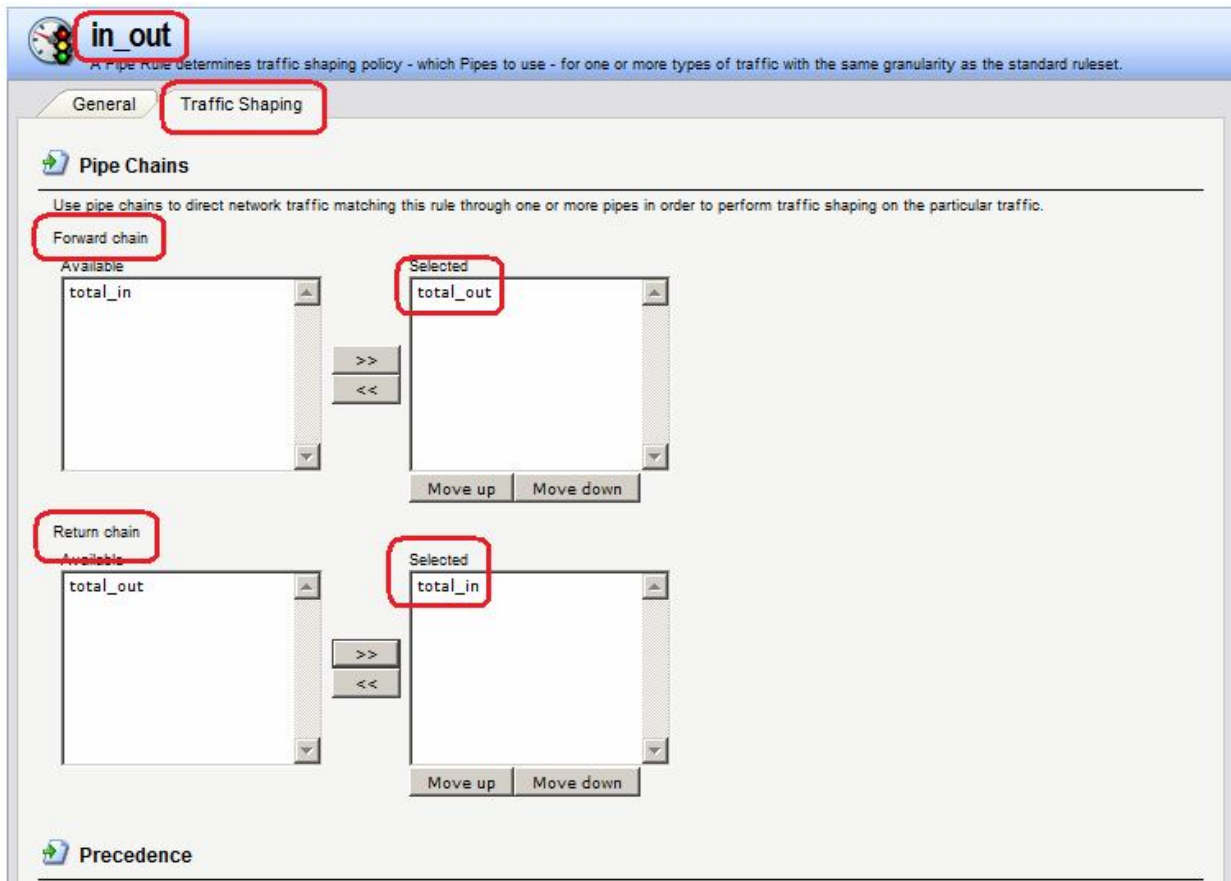 in_out
A Pipe Rule determines traffic shaping policy - which Pipes to use - for one or more types of traffic with the same granularity as the standard ruleset.
General
Traffic Shaping
Pipe Chains
Use pipe chains to direct network traffic matching this rule through one or more pipes in order to perform traffic shaping on the particular traffic.
Forward chain
Available
Selected
total_in
total_out
>>
<<
Move up
Move down
Return chain
Available
Selected
total_out
total_in
>>
<<
Move up
Move down
Precedence